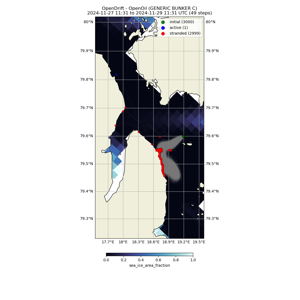 OpenDrift - OpenOil (GENERIC BUNKER C)
2024-11-27 11:31 to 2024-11-29 11:31 UTC (49 steps)
initial (3000)
active (1)
stranded (2999)
80°N 80°N
79.9°N 79.9°N
79.8°N 79.8°N
79.7°N 79.7°N
79.6°N 79.6°N
79.5°N 79.5°N
79.4°N 79.4°N
79.3°N 79.3°N
17.7°E 18°E 18.3°E 18.6°E 18.9°E 19.2°E 19.5°E
0.0 0.2 0.4 0.6 0.8 1.0
sea_ice_area_fraction